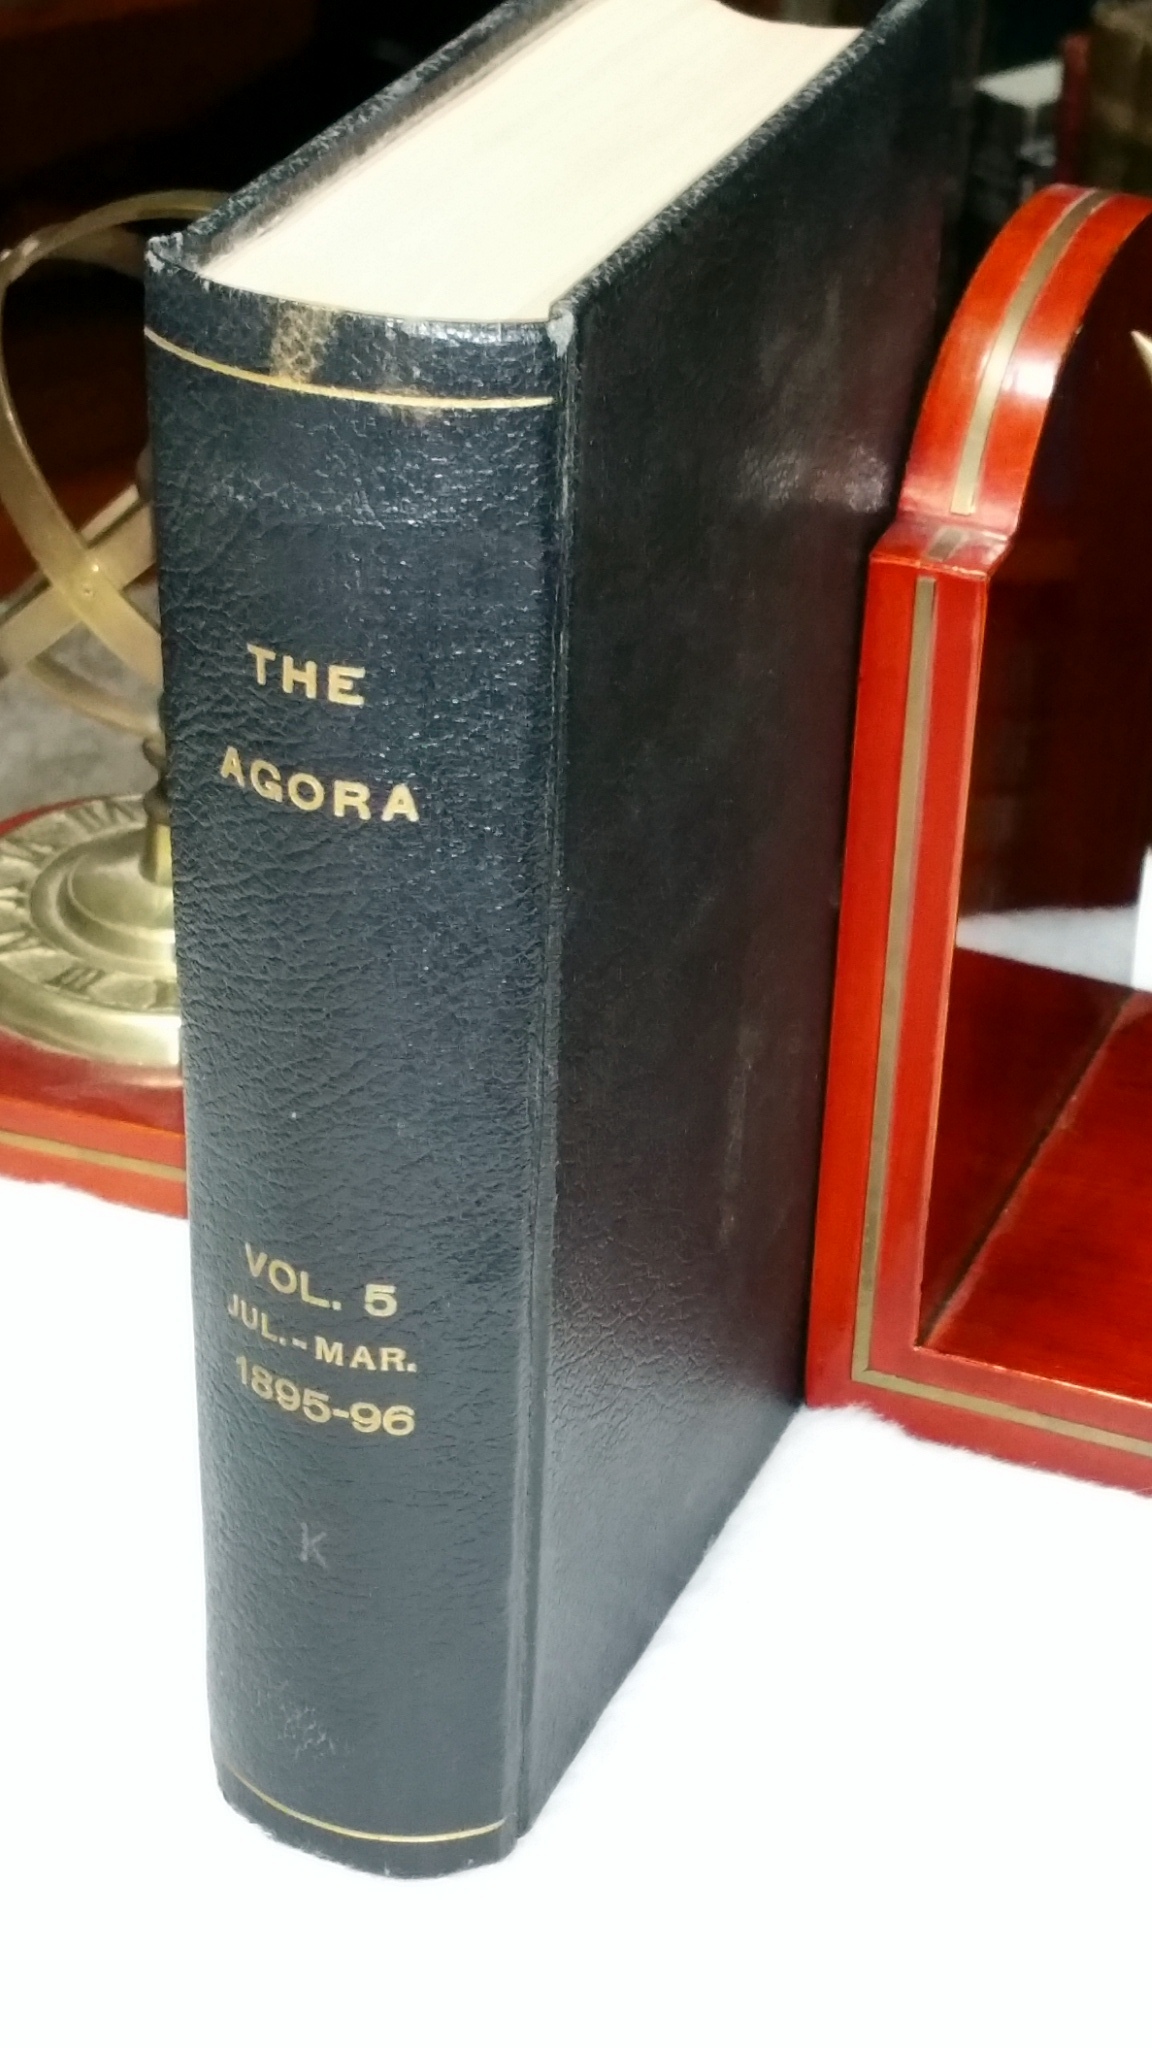 THE
AGORA
VOL. 5
JUL.-MAR.
1895-96
K